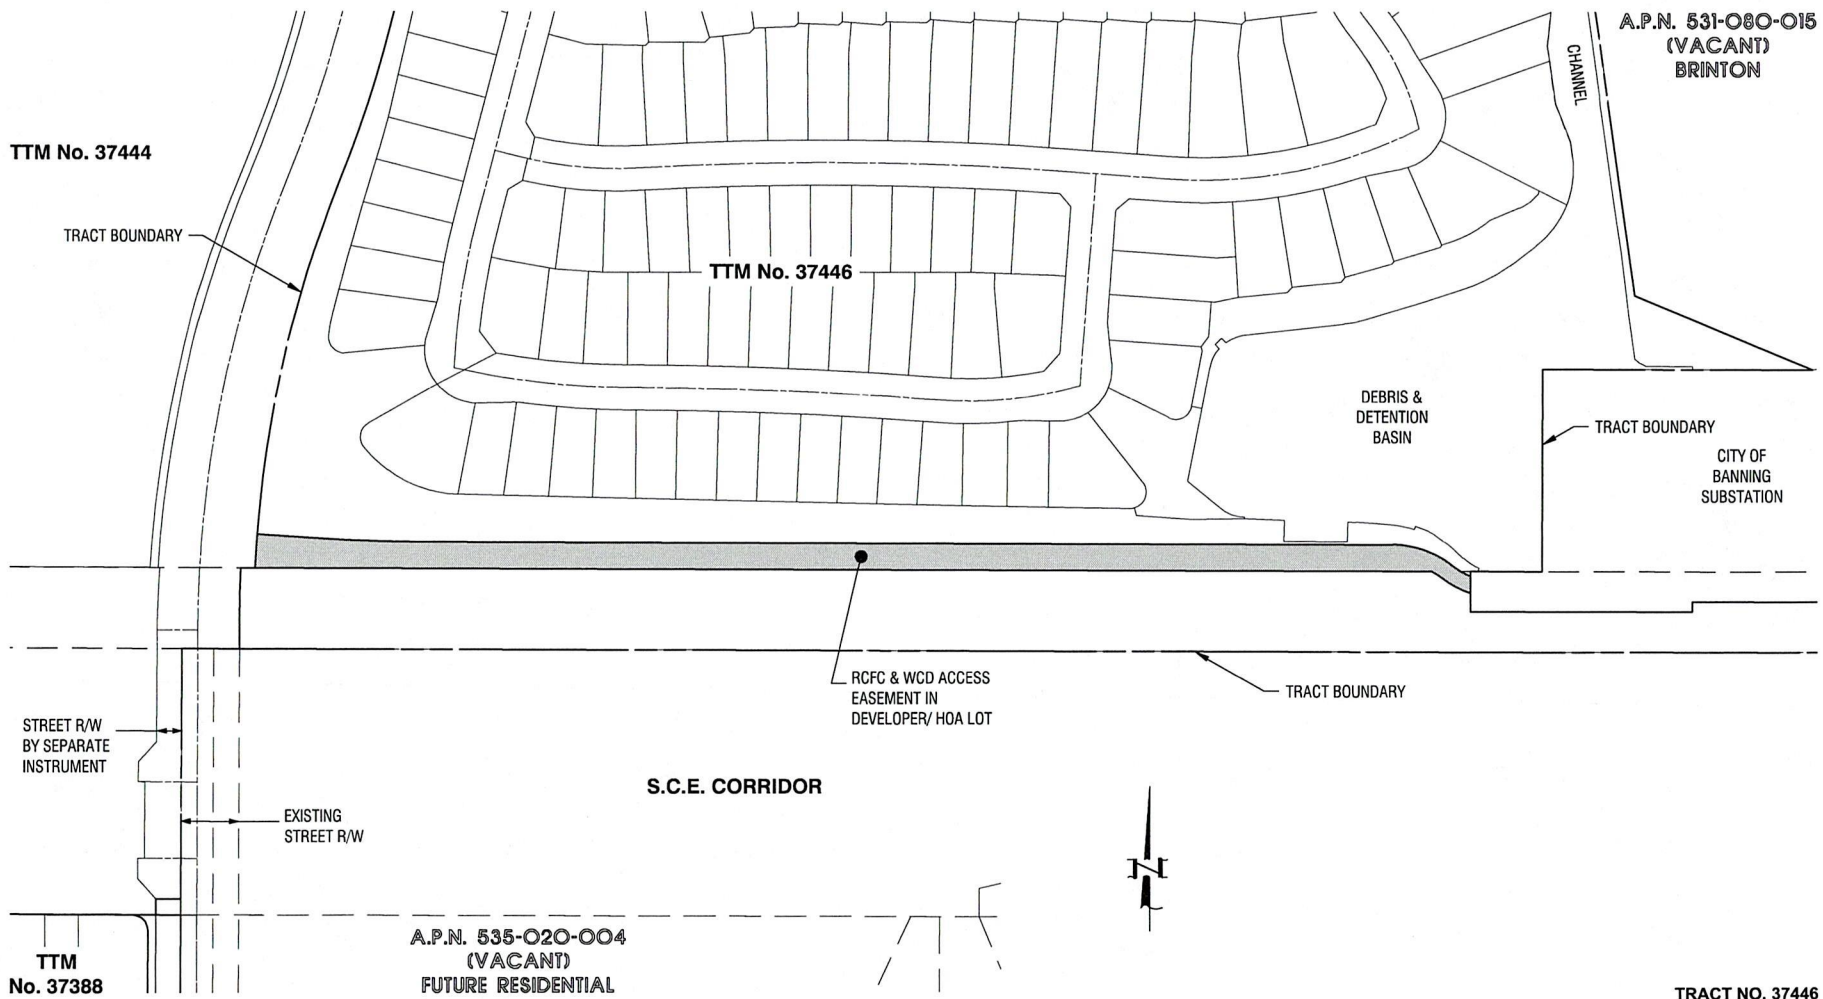 A.P.N. 531-080-015
(VACANT)
BRINTON
CHANNEL
TTM No. 37444
TRACT BOUNDARY
TTM No. 37446
DEBRIS &
DETENTION
BASIN
TRACT BOUNDARY
CITY OF
BANNING
SUBSTATION
RCFC & WCD ACCESS
EASEMENT IN
DEVELOPER/ HOA LOT
TRACT BOUNDARY
STREET R/W
BY SEPARATE
INSTRUMENT
S.C.E. CORRIDOR
EXISTING
STREET R/W
N
A.P.N. 535-020-004
(VACANT)
FUTURE RESIDENTIAL
TTM
No. 37388
TRACT NO. 37446